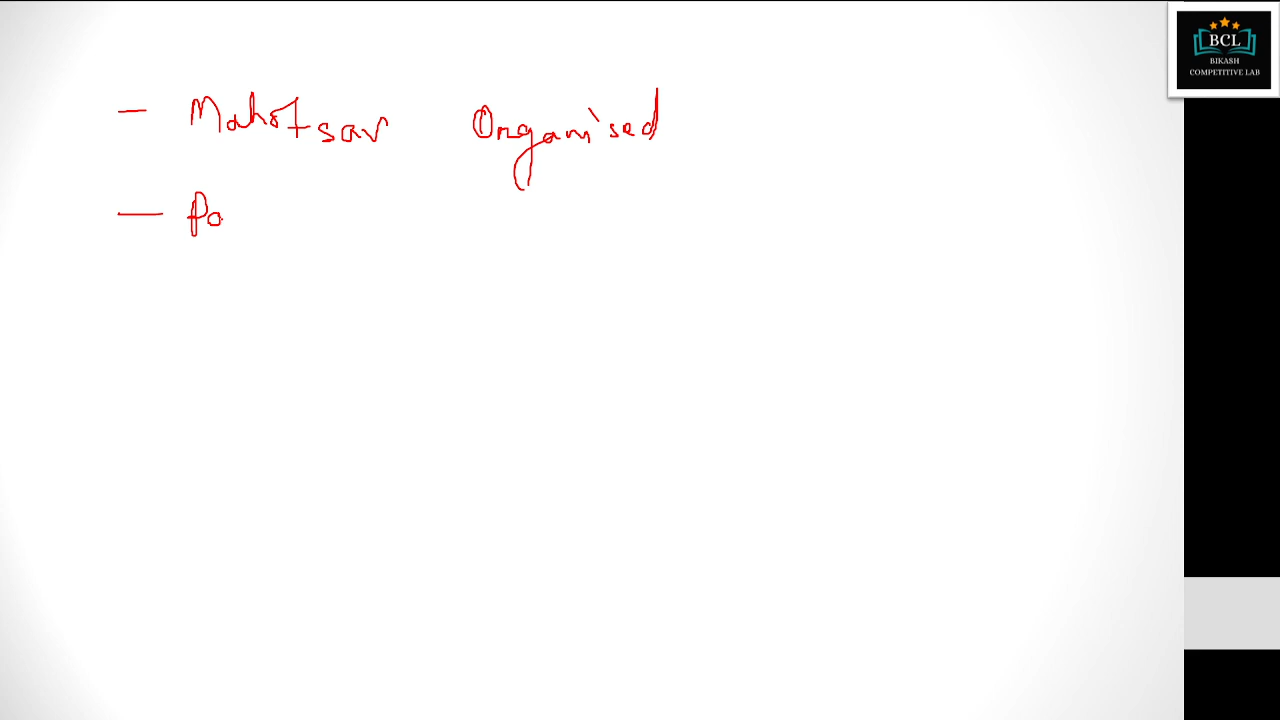 BCL
BIKASH
COMPETITIVE LAB
- Mahotsav Organised
- Po